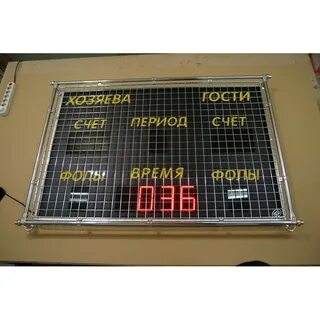 ХОЗЯЕВА ГОСТИ
СЧЕТ ПЕРИОД СЧЕТ
ФОЛЫ ВРЕМЯ ФОЛЫ
036